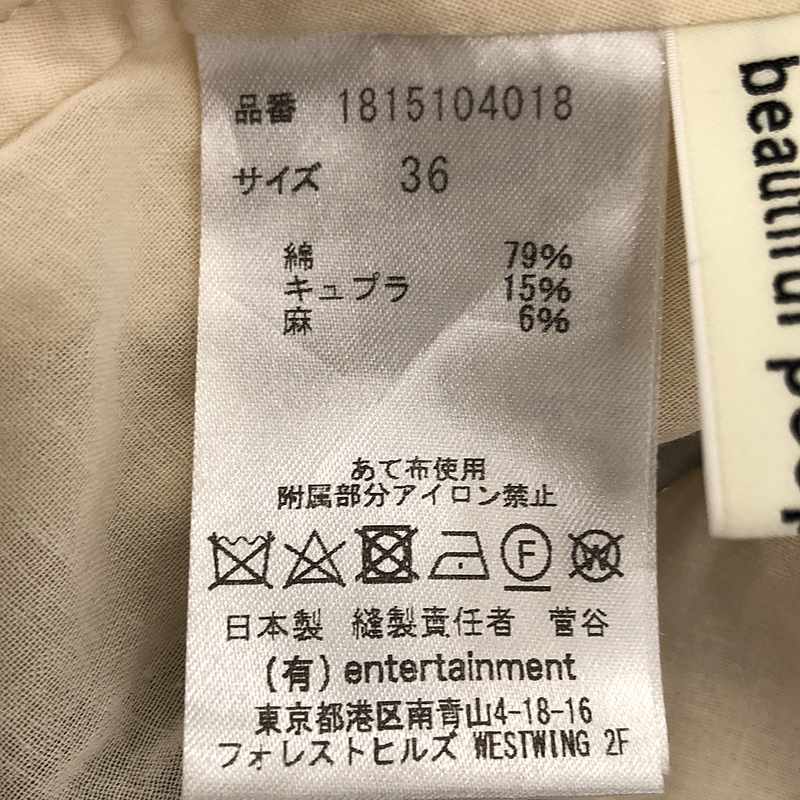 品番 1815104018
サイズ 36
綿 79%
キュプラ 15%
麻 6%
あて布使用
附属部分アイロン禁止
F W
日本製 縫製責任者 菅谷
(有) entertainment
東京都港区南青山4-18-16
フォレストヒルズ WESTWING 2F
beautiful